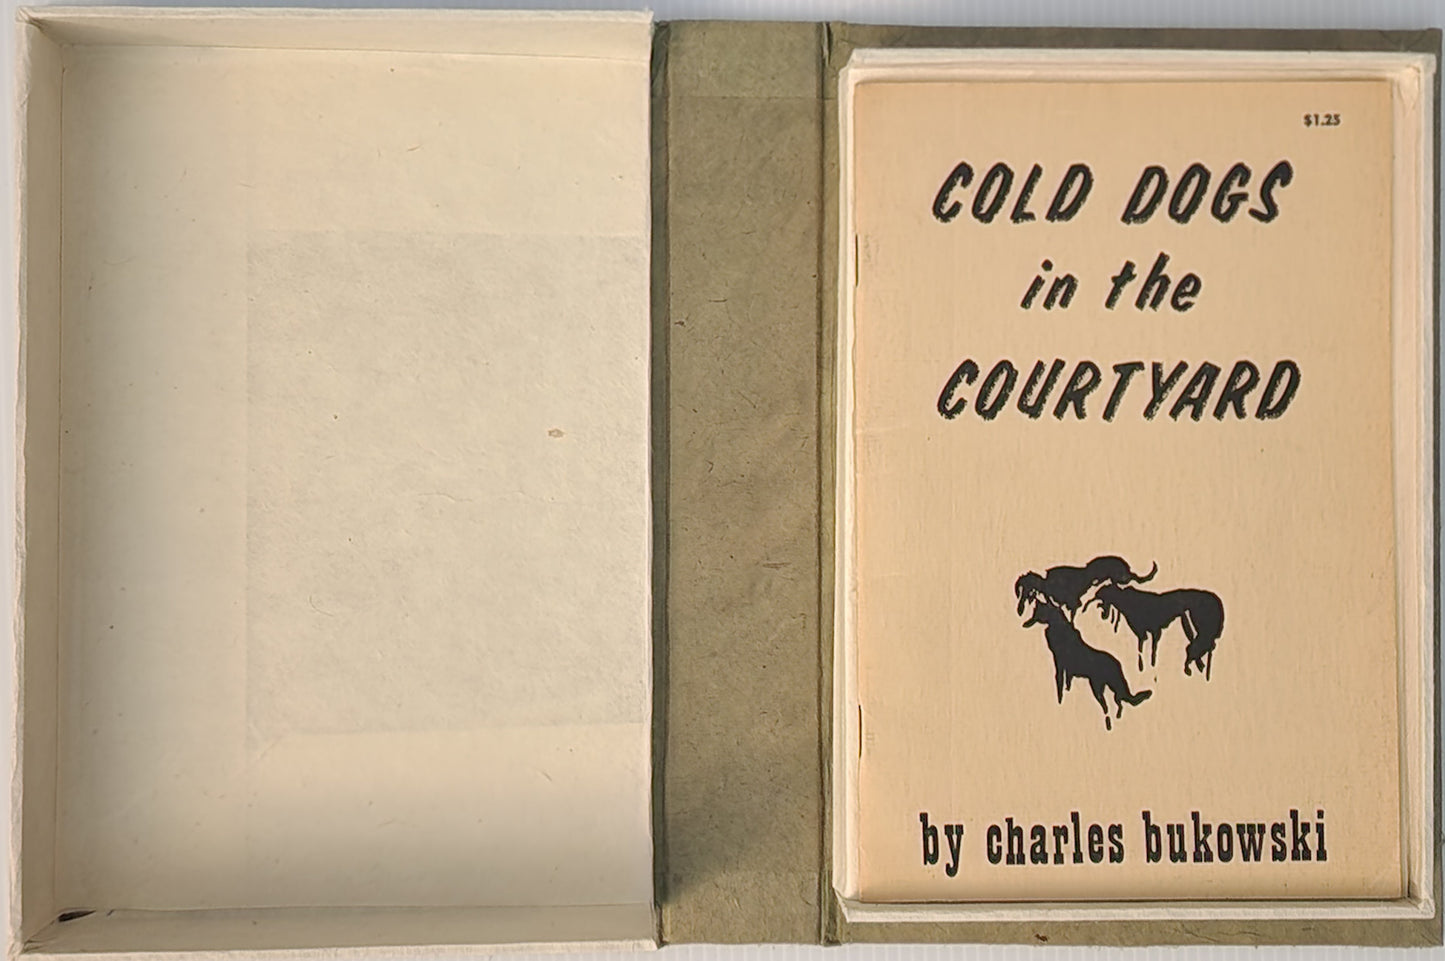 $1.25
COLD DOGS
in the
COURTYARD
by charles bukowski